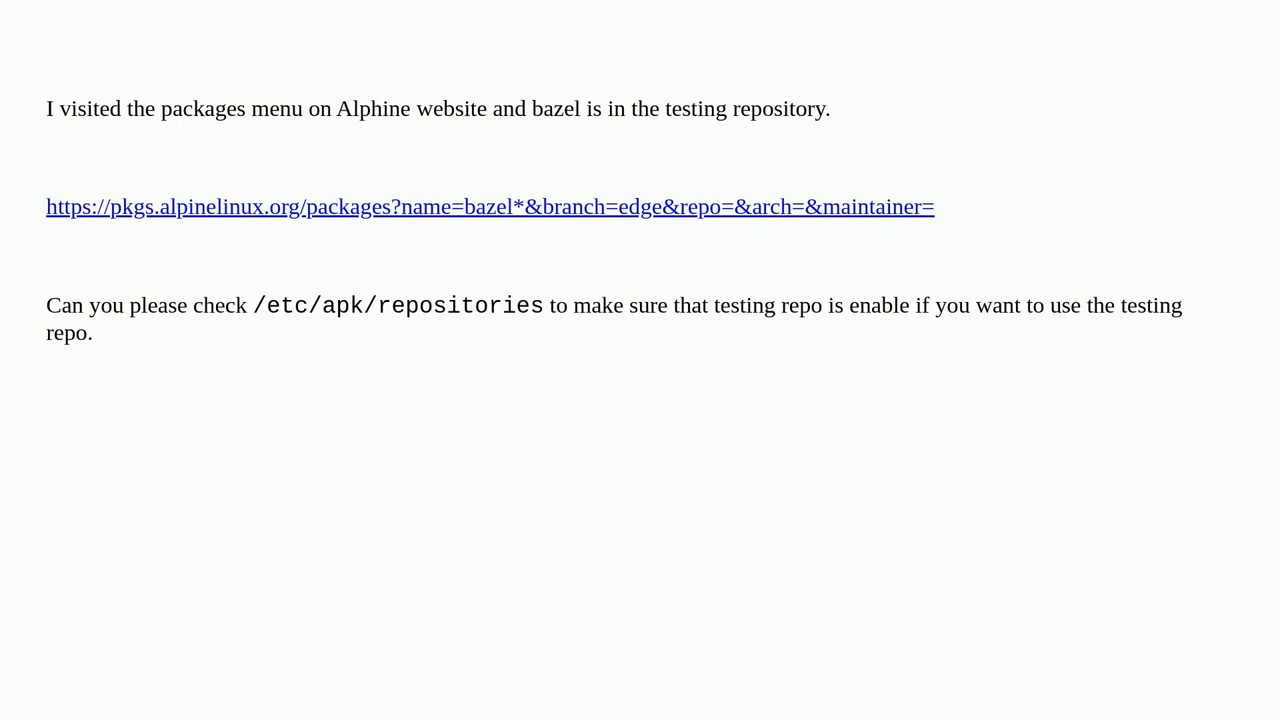 I visited the packages menu on Alphine website and bazel is in the testing repository.
https://pkgs.alpinelinux.org/packages?name=bazel*&branch=edge&repo=&arch=&maintainer=
Can you please check /etc/apk/repositories to make sure that testing repo is enable if you want to use the testing
repo.